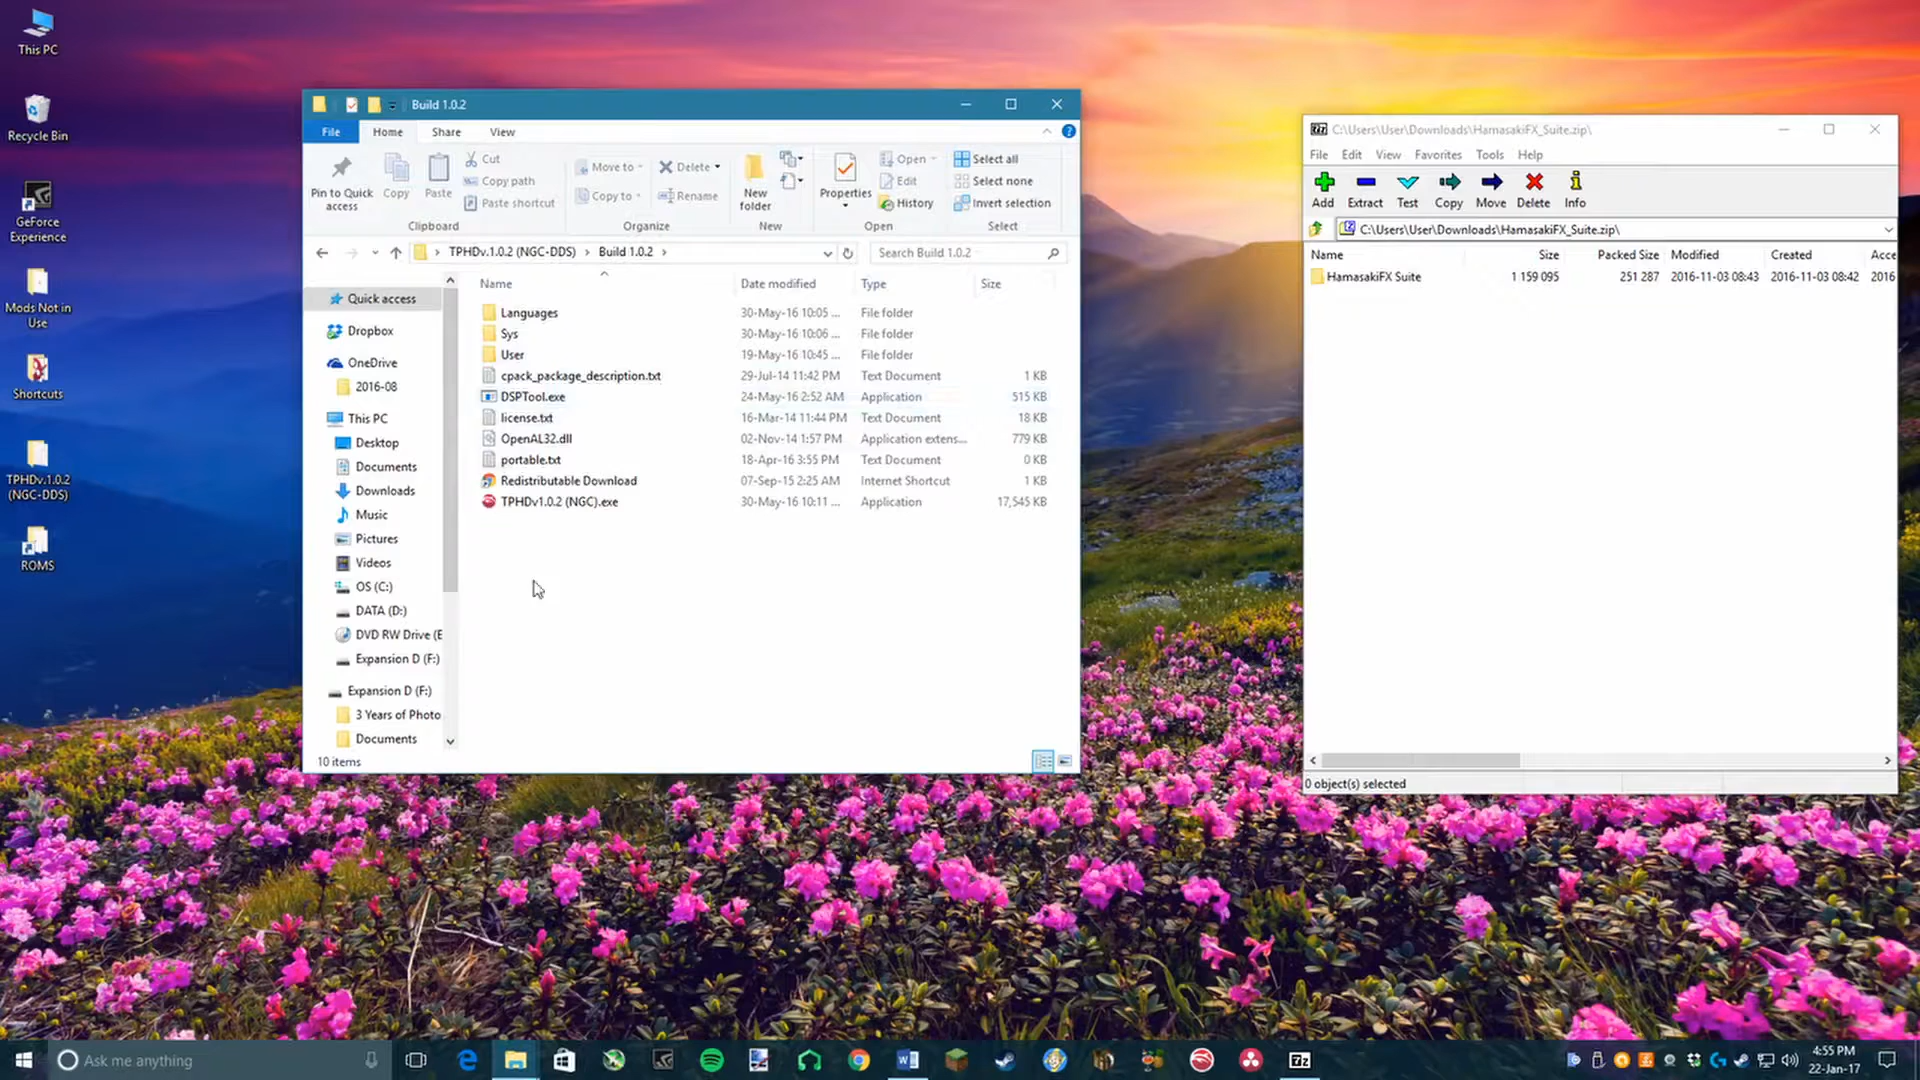 This PC
Recycle Bin
GeForce
Experience
Mods Not in
Use
Shortcuts
TPHDv.1.0.2
(NGC-DDS)
ROMS
Build 1.0.2
File
Home
Share
View
Pin to Quick
access
Copy
Paste
Cut
Copy path
Paste shortcut
Clipboard
Move to
Copy to
Delete
Rename
Organize
New
folder
New
Properties
Open
Edit
History
Open
Select all
Select none
Invert selection
Select
TPHDv.1.0.2 (NGC-DDS) > Build 1.0.2 >
Search Build 1.0.2
Quick access
Dropbox
OneDrive
2016-08
This PC
Desktop
Documents
Downloads
Music
Pictures
Videos
OS (C:)
DATA (D:)
DVD RW Drive (E
Expansion D (F:)
Expansion D (F:)
3 Years of Photo
Documents
Name Date modified Type Size
Languages 30-May-16 10:05 ... File folder
Sys 30-May-16 10:06 ... File folder
User 19-May-16 10:45 ... File folder
cpack_package_description.txt 29-Jul-14 11:42 PM Text Document 1 KB
DSPTool.exe 24-May-16 2:52 AM Application 515 KB
license.txt 16-Mar-14 11:44 PM Text Document 18 KB
OpenAL32.dll 02-Nov-14 1:57 PM Application extens... 779 KB
portable.txt 18-Apr-16 3:55 PM Text Document 0 KB
Redistributable Download 07-Sep-15 2:25 AM Internet Shortcut 1 KB
TPHDv1.0.2 (NGC).exe 30-May-16 10:11 ... Application 17,545 KB
10 items
C:\Users\User\Downloads\HamasakiFX_Suite.zip\
File Edit View Favorites Tools Help
Add Extract Test Copy Move Delete Info
C:\Users\User\Downloads\HamasakiFX_Suite.zip\
Name Size Packed Size Modified Created Acce
HamasakiFX Suite 1 159 095 251 287 2016-11-03 08:43 2016-11-03 08:42 2016
0 object(s) selected
Ask me anything
4:55 PM
22-Jan-17